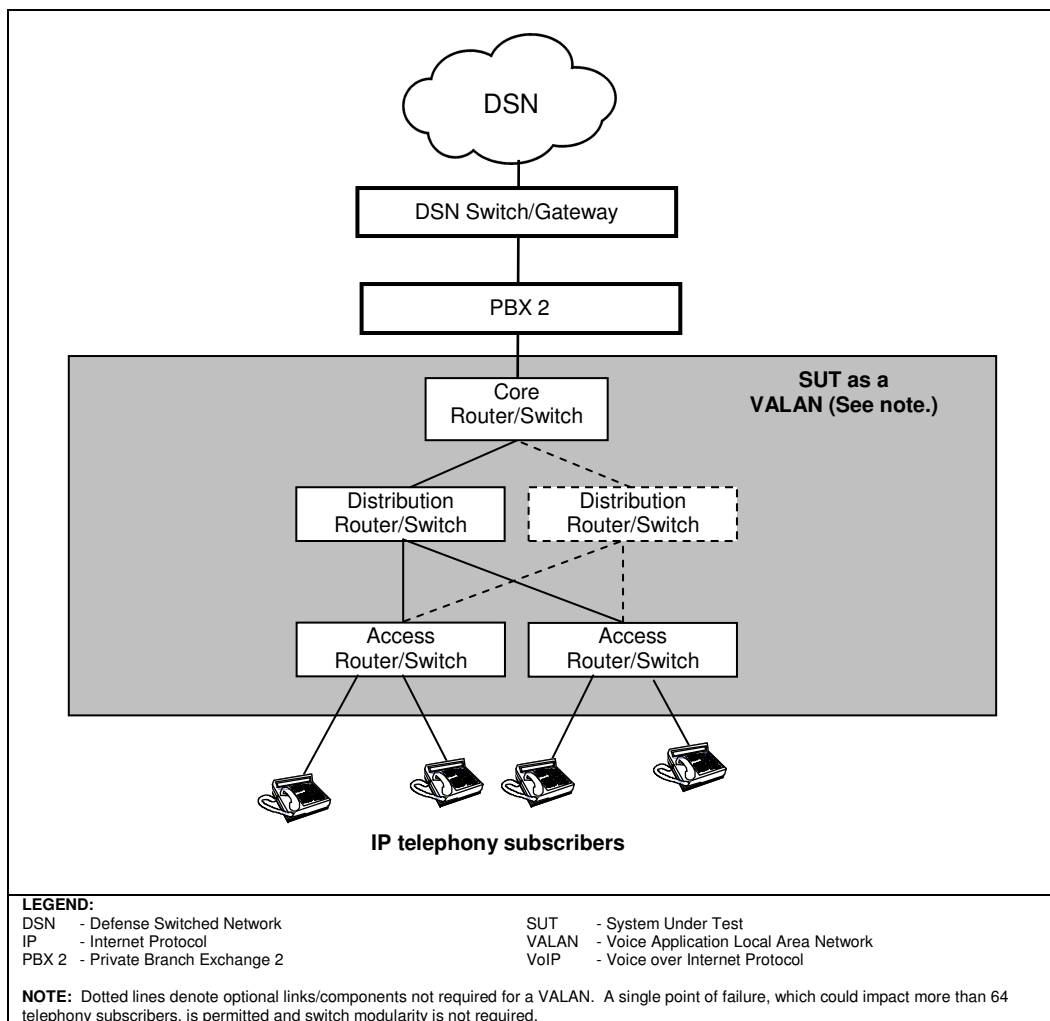 DSN
DSN Switch/Gateway
PBX 2
SUT as a
VALAN (See note.)
Core
Router/Switch
Distribution
Router/Switch
Distribution
Router/Switch
Access
Router/Switch
Access
Router/Switch
IP telephony subscribers
LEGEND:
DSN - Defense Switched Network
IP - Internet Protocol
PBX 2 - Private Branch Exchange 2
SUT - System Under Test
VALAN - Voice Application Local Area Network
VoIP - Voice over Internet Protocol
NOTE: Dotted lines denote optional links/components not required for a VALAN. A single point of failure, which could impact more than 64
telephony subscribers, is permitted and switch modularity is not required.